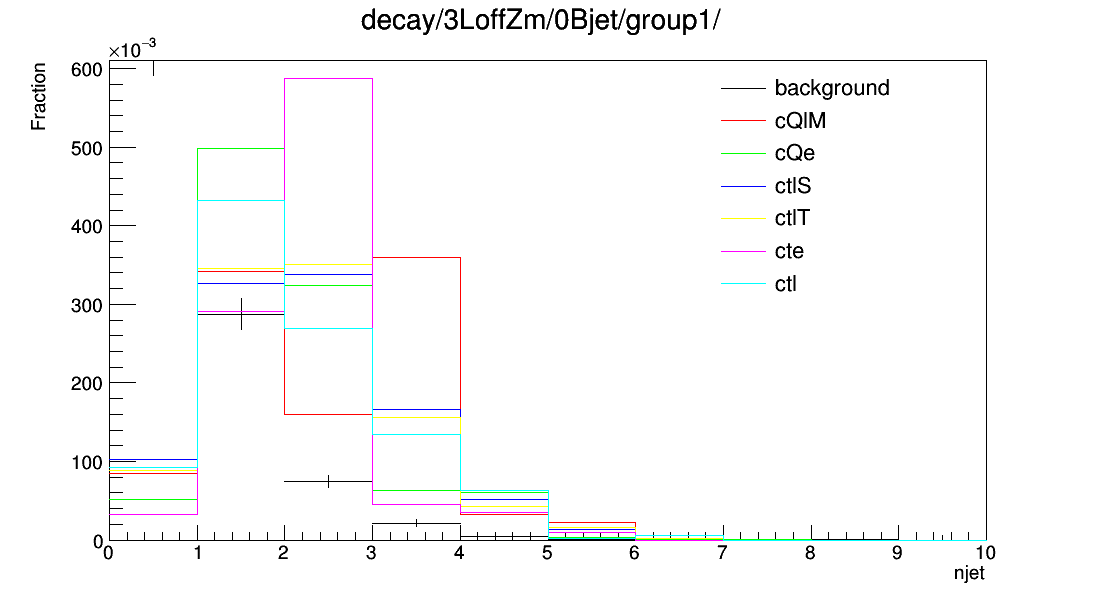 decay/3LoffZm/0Bjet/group1/
×10⁻³
Fraction
600
500
400
300
200
100
0
0 1 2 3 4 5 6 7 8 9 10
njet
background
cQlM
cQe
ctlS
ctlT
cte
ctl